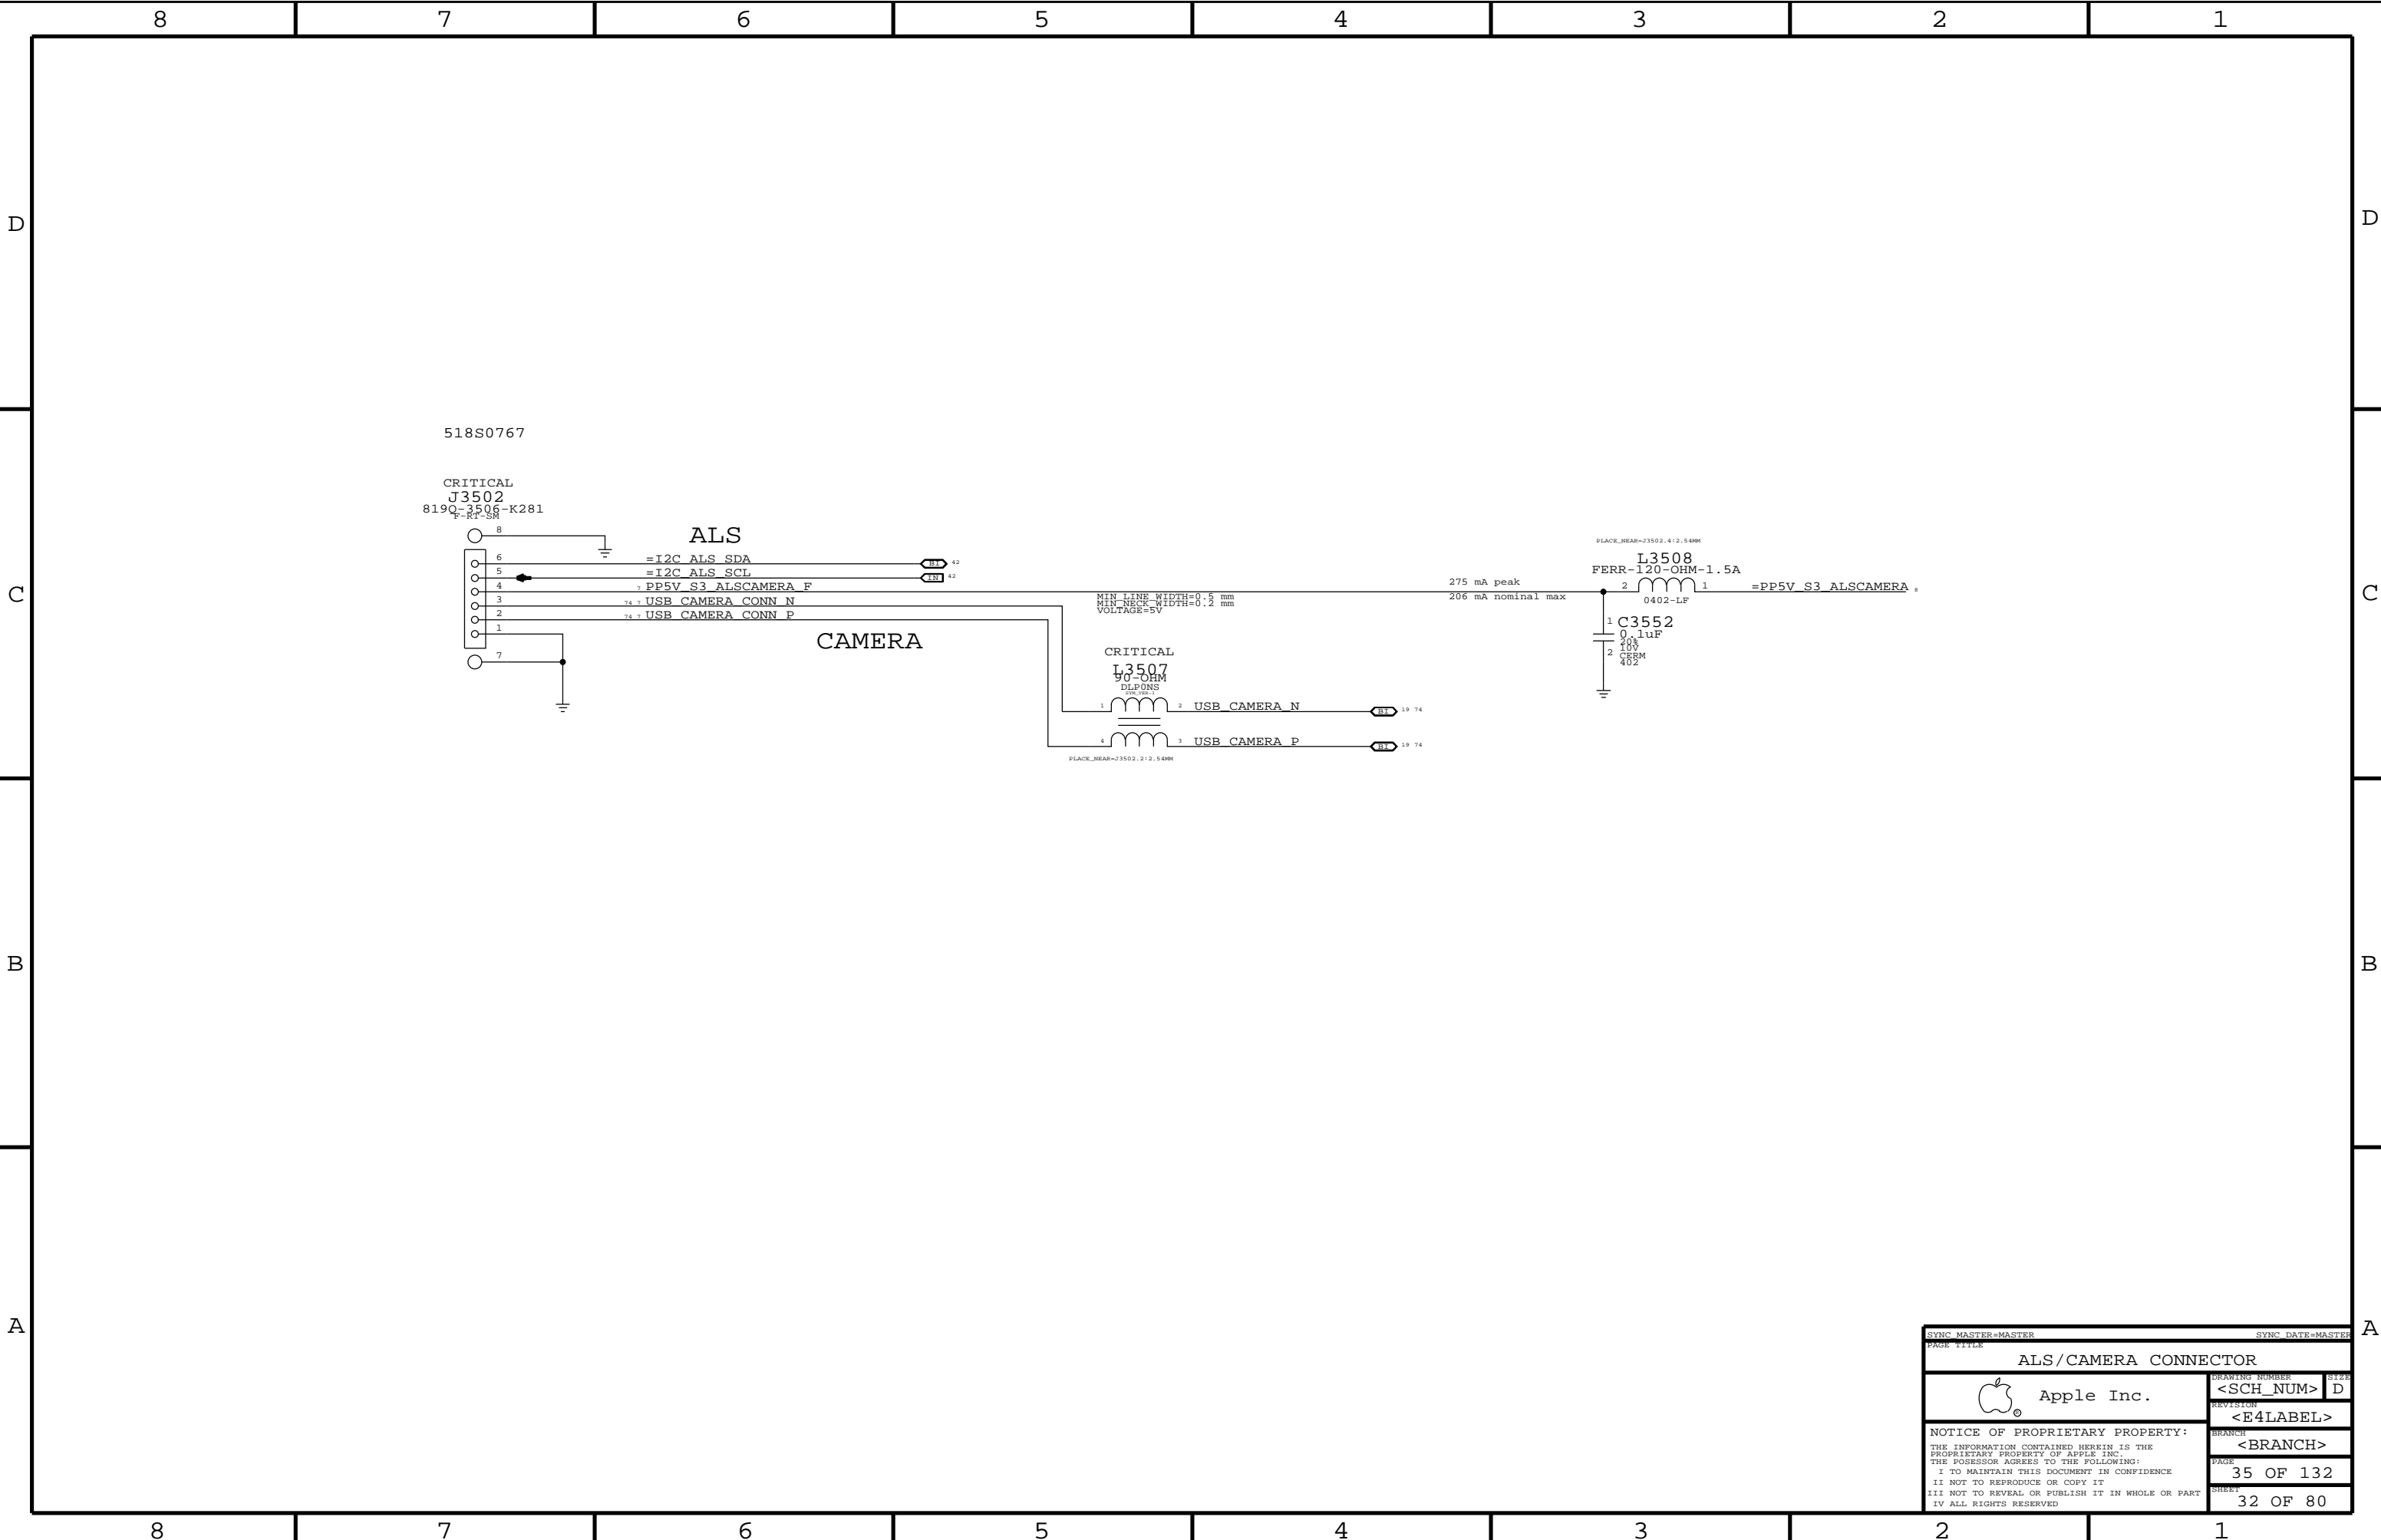 8 7 6 5 4 3 2 1
D D
518S0767
CRITICAL
J3502
819Q-3506-K281
F-RT-SM
8
ALS
6 =I2C_ALS_SDA BI 42
5 =I2C_ALS_SCL IN 42
4 7 PP5V_S3_ALSCAMERA_F
3 74 7 USB_CAMERA_CONN_N
2 74 7 USB_CAMERA_CONN_P
1
7
CAMERA
MIN_LINE_WIDTH=0.5 mm
MIN_NECK_WIDTH=0.2 mm
VOLTAGE=5V
275 mA peak
206 mA nominal max
PLACE_NEAR=J3502.4:2.54MM
L3508
FERR-120-OHM-1.5A
2 1 =PP5V_S3_ALSCAMERA 8
0402-LF
1 C3552
0.1uF
20%
10V
2 CERM
402
C C
CRITICAL
L3507
90-OHM
DLP0NS
SYM_VER-1
1 2 USB_CAMERA_N BI 19 74
4 3 USB_CAMERA_P BI 19 74
PLACE_NEAR=J3502.2:2.54MM
B B
A A
SYNC_MASTER=MASTER SYNC_DATE=MASTER
PAGE TITLE
ALS/CAMERA CONNECTOR
Apple Inc.
®
DRAWING NUMBER
<SCH_NUM>
SIZE
D
REVISION
<E4LABEL>
NOTICE OF PROPRIETARY PROPERTY:
THE INFORMATION CONTAINED HEREIN IS THE
PROPRIETARY PROPERTY OF APPLE INC.
THE POSESSOR AGREES TO THE FOLLOWING:
I TO MAINTAIN THIS DOCUMENT IN CONFIDENCE
II NOT TO REPRODUCE OR COPY IT
III NOT TO REVEAL OR PUBLISH IT IN WHOLE OR PART
IV ALL RIGHTS RESERVED
BRANCH
<BRANCH>
PAGE
35 OF 132
SHEET
32 OF 80
8 7 6 5 4 3 2 1